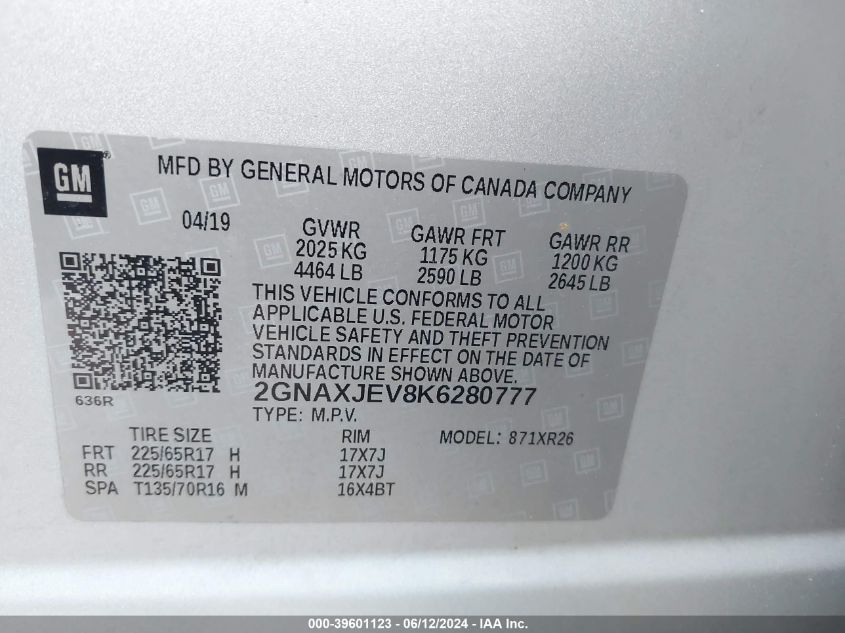 GM®
MFD BY GENERAL MOTORS OF CANADA COMPANY
04/19
GVWR
2025 KG
4464 LB
GAWR FRT
1175 KG
2590 LB
GAWR RR
1200 KG
2645 LB
THIS VEHICLE CONFORMS TO ALL
APPLICABLE U.S. FEDERAL MOTOR
VEHICLE SAFETY AND THEFT PREVENTION
STANDARDS IN EFFECT ON THE DATE OF
MANUFACTURE SHOWN ABOVE.
636R
2GNAXJEV8K6280777
TYPE: M.P.V.
TIRE SIZE RIM MODEL: 871XR26
FRT 225/65R17 H 17X7J
RR 225/65R17 H 17X7J
SPA T135/70R16 M 16X4BT
000-39601123 - 06/12/2024 - IAA Inc.